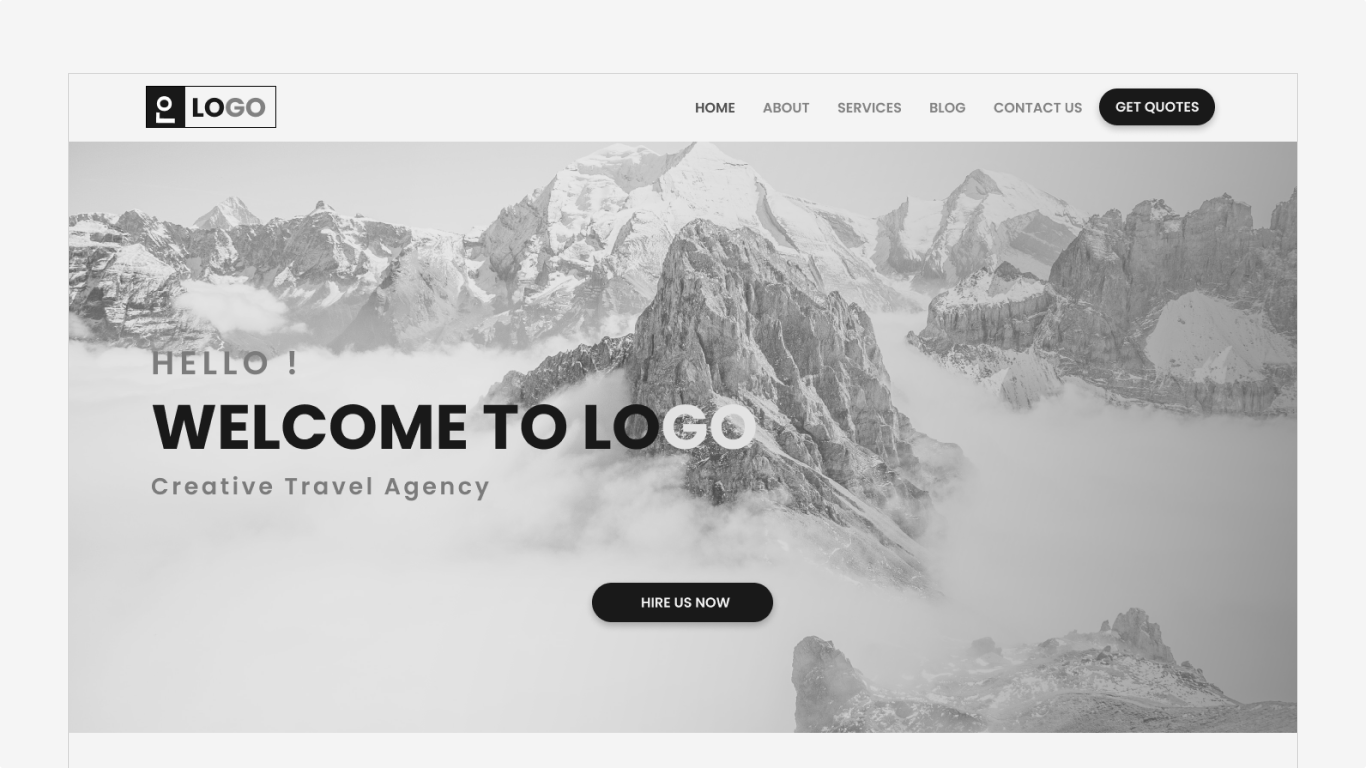 LOGO
HOME ABOUT SERVICES BLOG CONTACT US GET QUOTES
HELLO !
WELCOME TO LOGO
Creative Travel Agency
HIRE US NOW